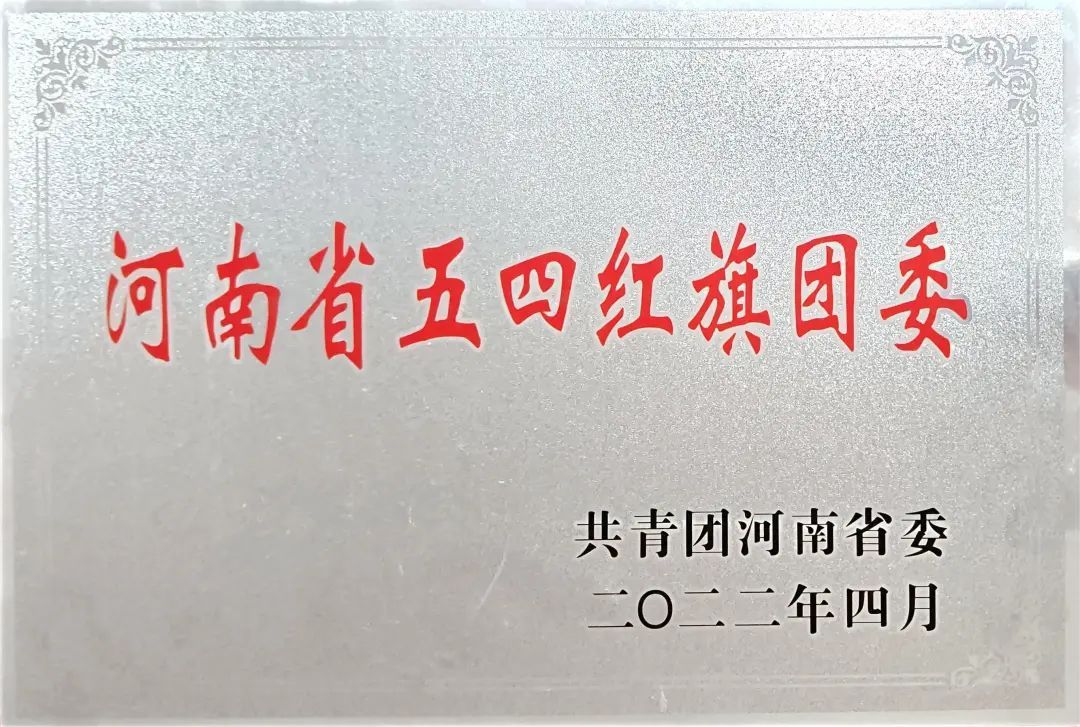 河南省五四红旗团委
共青团河南省委
二〇二二年四月